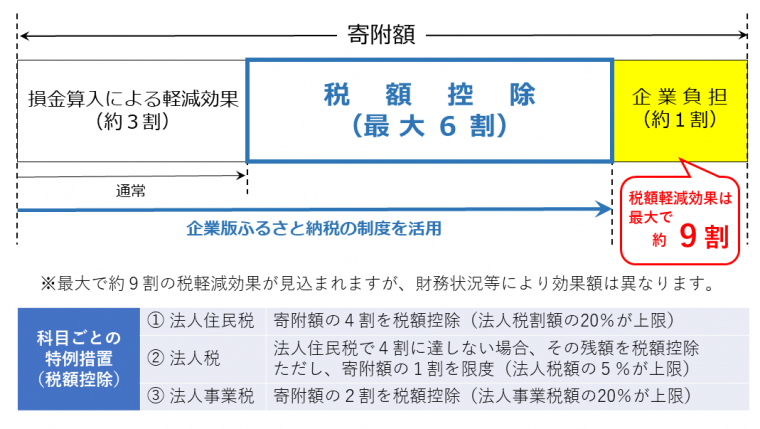 寄附額
損金算入による軽減効果
（約３割）
税額控除
（最大６割）
企業負担
（約１割）
通常
企業版ふるさと納税の制度を活用
税額軽減効果は
最大で
約 ９割
※最大で約９割の税軽減効果が見込まれますが、財務状況等により効果額は異なります。
科目ごとの
特例措置
（税額控除）
① 法人住民税 寄附額の４割を税額控除（法人税割額の20％が上限）
② 法人税 法人住民税で４割に達しない場合、その残額を税額控除
ただし、寄附額の１割を限度（法人税額の５％が上限）
③ 法人事業税 寄附額の２割を税額控除（法人事業税額の20％が上限）